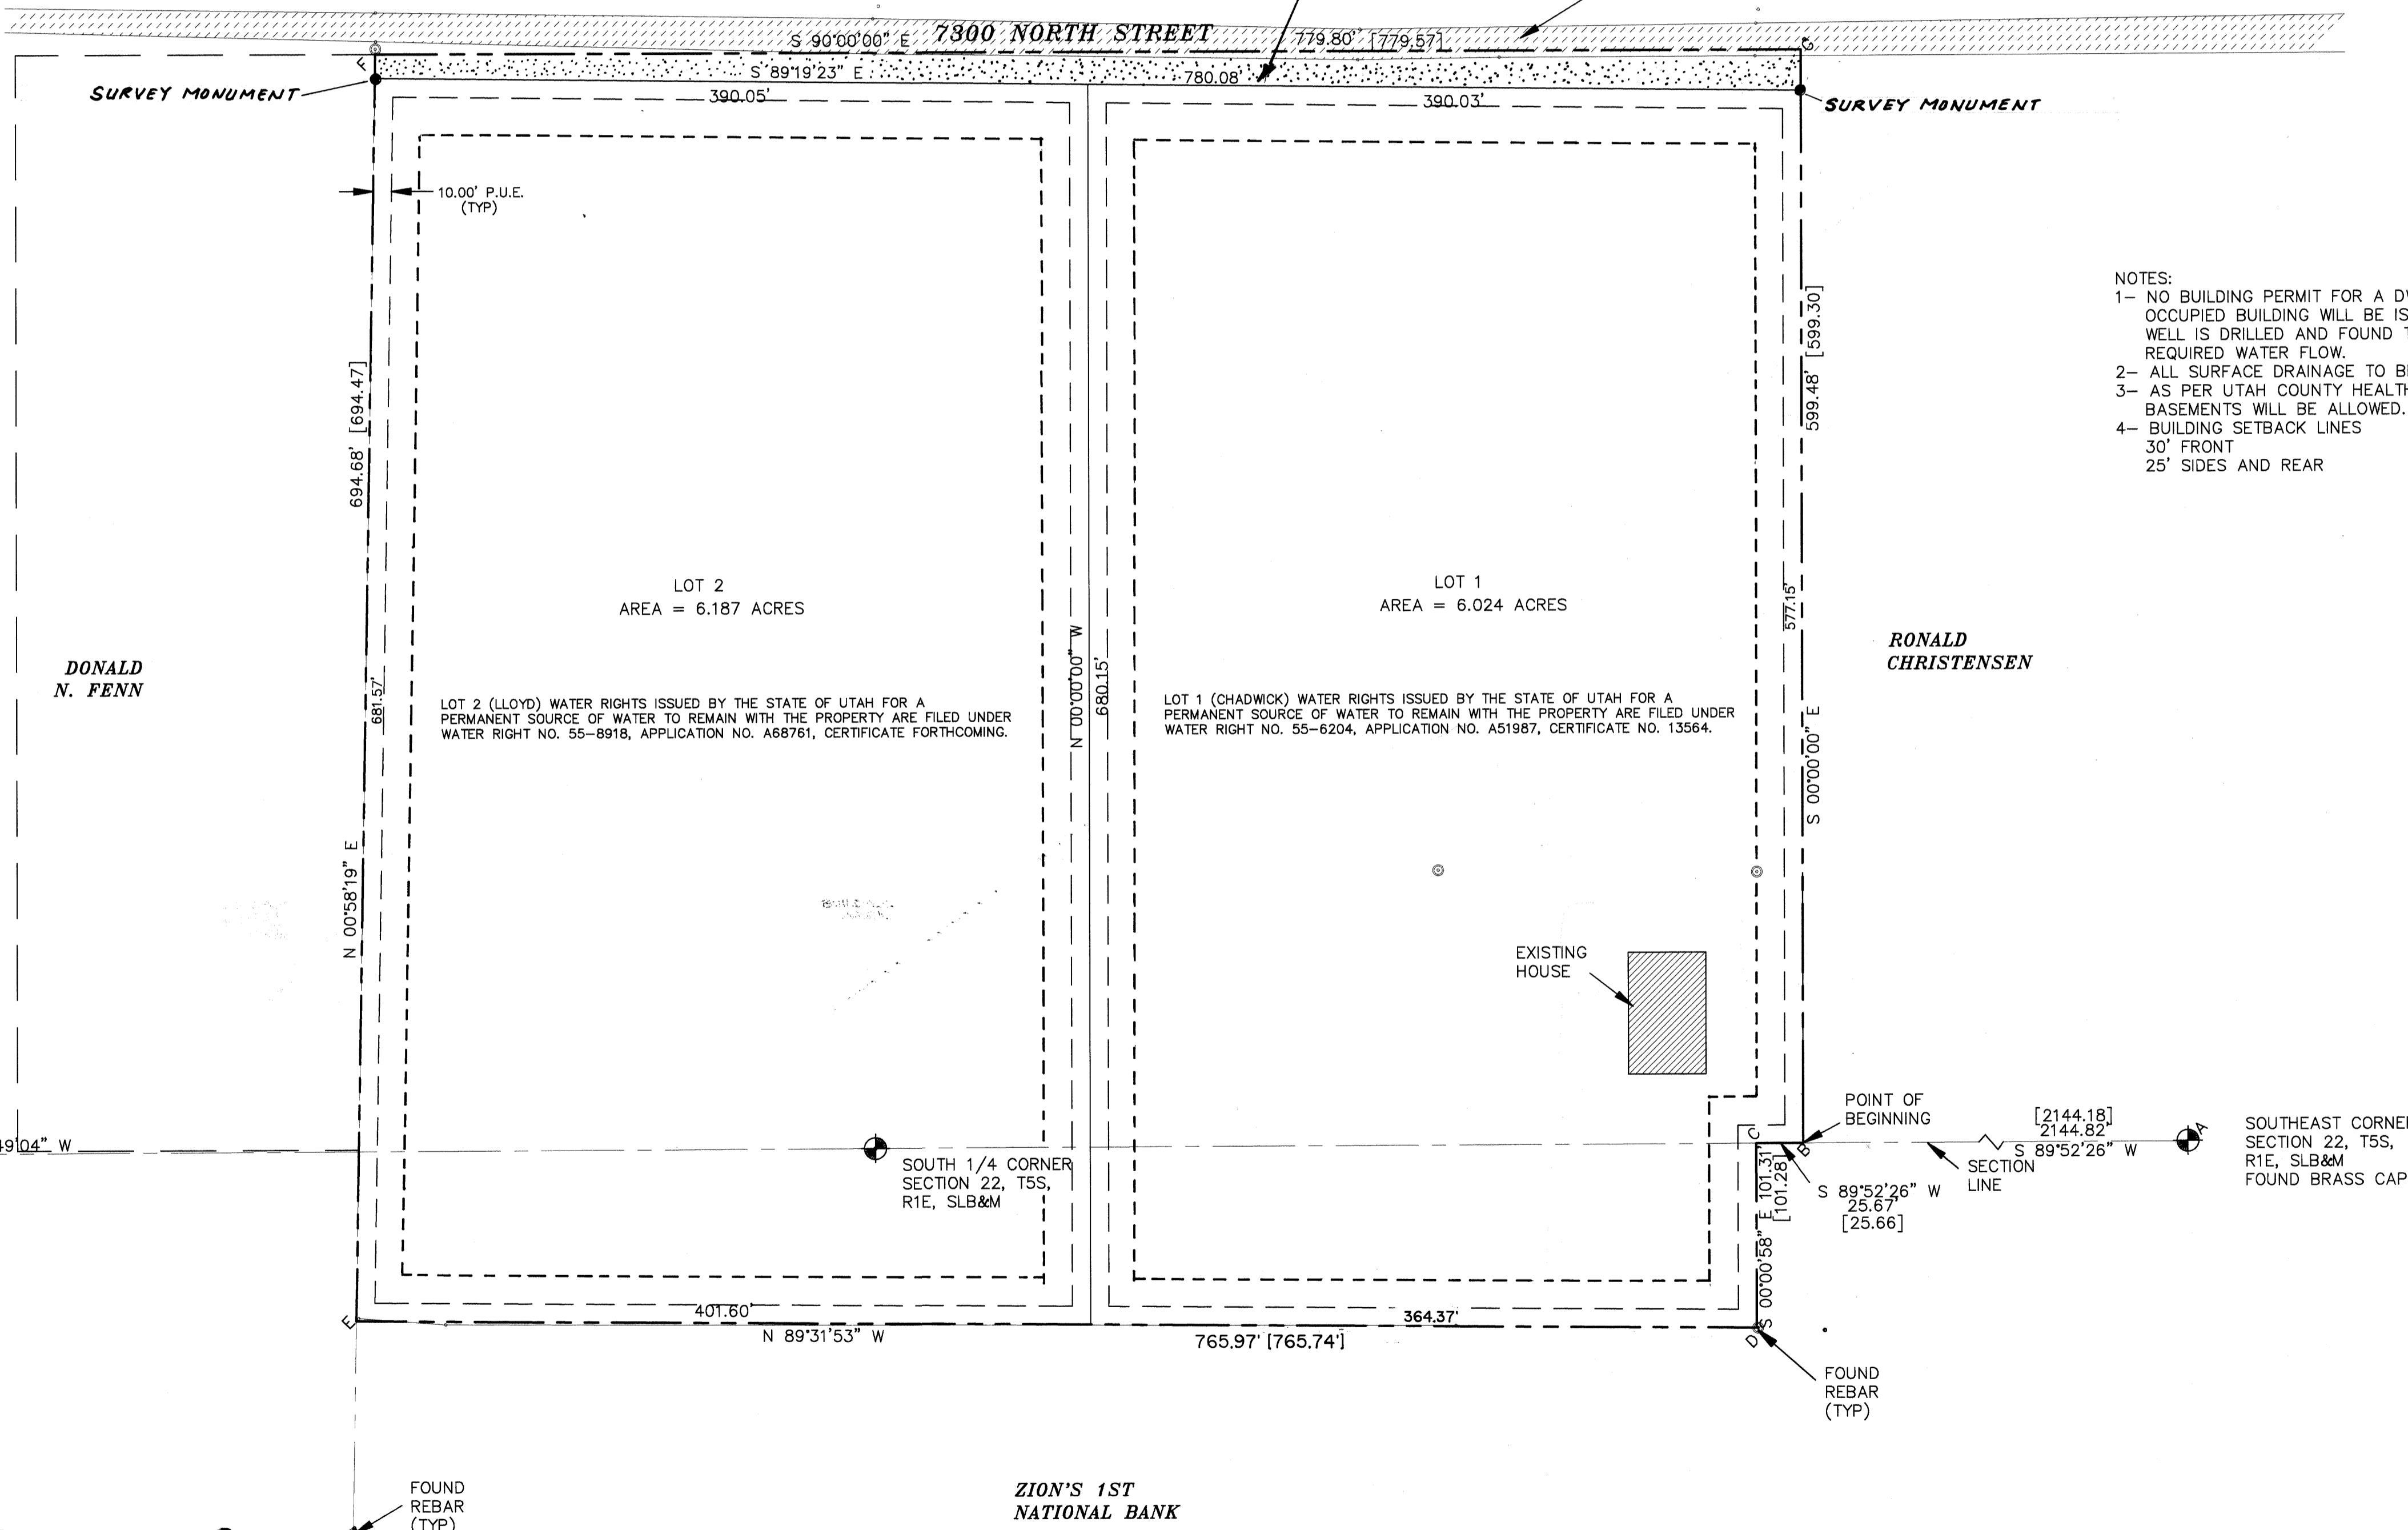 7300 NORTH STREET
S 90°00'00" E
779.80' [779.57]
F
G
S 89°19'23" E
780.08'
SURVEY MONUMENT
390.05'
390.03'
SURVEY MONUMENT
10.00' P.U.E.
(TYP)
NOTES:
1– NO BUILDING PERMIT FOR A
OCCUPIED BUILDING WILL BE
WELL IS DRILLED AND FOUND
REQUIRED WATER FLOW.
2– ALL SURFACE DRAINAGE TO
3– AS PER UTAH COUNTY HEALTH
BASEMENTS WILL BE ALLOWED.
4– BUILDING SETBACK LINES
30' FRONT
25' SIDES AND REAR
694.68' [694.47]
599.48' [599.30]
LOT 2
AREA = 6.187 ACRES
LOT 1
AREA = 6.024 ACRES
577.15'
DONALD
N. FENN
RONALD
CHRISTENSEN
681.57'
N 00°00'00" W
680.15'
LOT 2 (LLOYD) WATER RIGHTS ISSUED BY THE STATE OF UTAH FOR A
PERMANENT SOURCE OF WATER TO REMAIN WITH THE PROPERTY ARE FILED UNDER
WATER RIGHT NO. 55–8918, APPLICATION NO. A68761, CERTIFICATE FORTHCOMING.
LOT 1 (CHADWICK) WATER RIGHTS ISSUED BY THE STATE OF UTAH FOR A
PERMANENT SOURCE OF WATER TO REMAIN WITH THE PROPERTY ARE FILED UNDER
WATER RIGHT NO. 55–6204, APPLICATION NO. A51987, CERTIFICATE NO. 13564.
S 00°00'00" E
N 00°58'19" E
EXISTING
HOUSE
POINT OF
BEGINNING
[2144.18]
2144.82'
S 89°52'26" W
A
SOUTHEAST CORNER
SECTION 22, T5S,
R1E, SLB&M
FOUND BRASS CAP
49'04" W
C
B
SECTION
LINE
SOUTH 1/4 CORNER
SECTION 22, T5S,
R1E, SLB&M
S 89°52'26" W
25.67'
[25.66]
S 00°00'58" E 101.31'
[101.28]
401.60'
364.37'
E
D
N 89°31'53" W
765.97' [765.74']
FOUND
REBAR
(TYP)
FOUND
REBAR
(TYP)
ZION'S 1ST
NATIONAL BANK